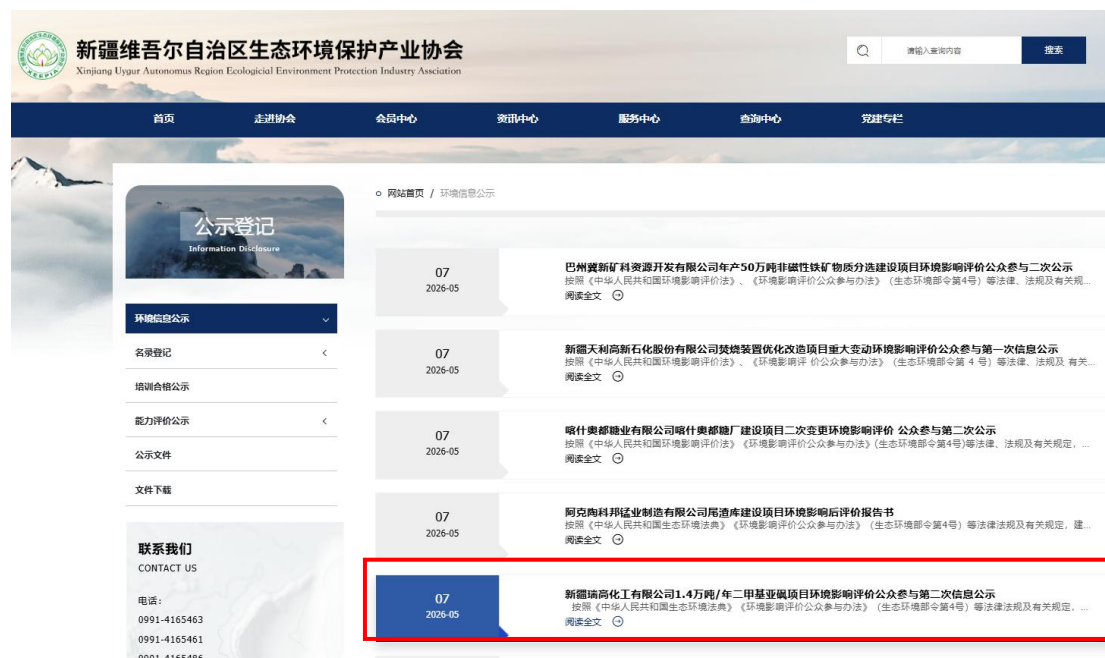 新疆维吾尔自治区生态环境保护产业协会
Xinjiang Uygur Autonomus Region Ecologicial Environment Protection Industry Assciation
请输入查询内容
搜索
首页
走进协会
会员中心
资讯中心
服务中心
查询中心
党建专栏
公示登记
Information Disclosure
环境信息公示
名录登记
培训合格公示
能力评价公示
公示文件
文件下载
联系我们
CONTACT US
电话:
0991-4165463
0991-4165461
0991-4165486
网站首页 / 环境信息公示
07
2026-05
巴州冀新矿科资源开发有限公司年产50万吨非磁性铁矿物质分选建设项目环境影响评价公众参与二次公示
按照《中华人民共和国环境影响评价法》、《环境影响评价公众参与办法》（生态环境部令第4号）等法律、法规及有关规...
阅读全文
07
2026-05
新疆天利高新石化股份有限公司焚烧装置优化改造项目重大变动环境影响评价公众参与第一次信息公示
按照《中华人民共和国环境影响评价法》、《环境影响评 价公众参与办法》（生态环境部令第 4 号）等法律、法规及 有关...
阅读全文
07
2026-05
喀什奥都糖业有限公司喀什奥都糖厂建设项目二次变更环境影响评价 公众参与第二次公示
按照《中华人民共和国环境影响评价法》《环境影响评价公众参与办法》(生态环境部令第4号)等法律、法规及有关规定，...
阅读全文
07
2026-05
阿克陶科邦锰业制造有限公司尾渣库建设项目环境影响后评价报告书
按照《中华人民共和国生态环境法典》《环境影响评价公众参与办法》（生态环境部令第4号）等法律法规及有关规定，建...
阅读全文
07
2026-05
新疆瑞高化工有限公司1.4万吨/年二甲基亚砜项目环境影响评价公众参与第二次信息公示
按照《中华人民共和国生态环境法典》《环境影响评价公众参与办法》（生态环境部令第4号）等法律法规及有关规定，...
阅读全文